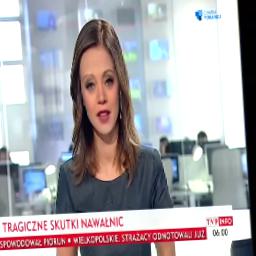 TRAGICZNE SKUTKI NAWAŁNIC
TVP INFO
SPOWODOWAŁ PIORUN • WIELKOPOLSKIE. STRAŻACY ODNOTOWALI JUŻ
06:00